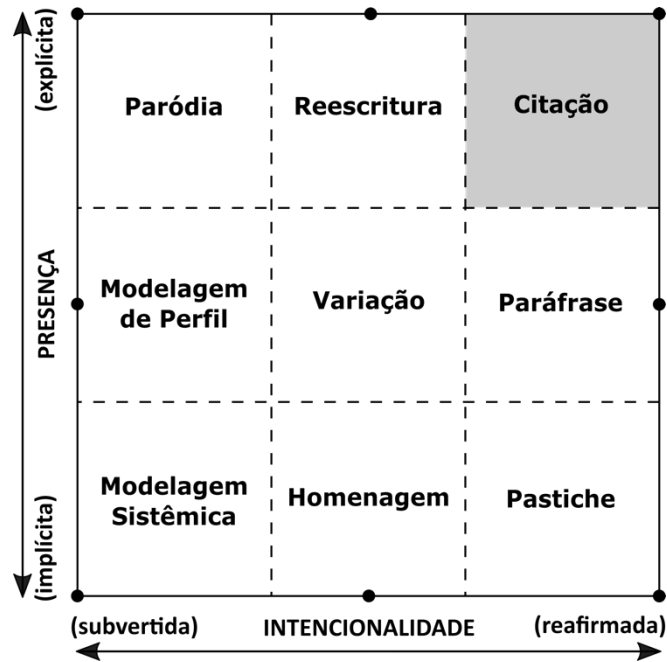 (explícita)
Paródia
Reescritura
Citação
PRESENÇA
Modelagem
de Perfil
Variação
Paráfrase
(implícita)
Modelagem
Sistêmica
Homenagem
Pastiche
(subvertida)
INTENCIONALIDADE
(reafirmada)